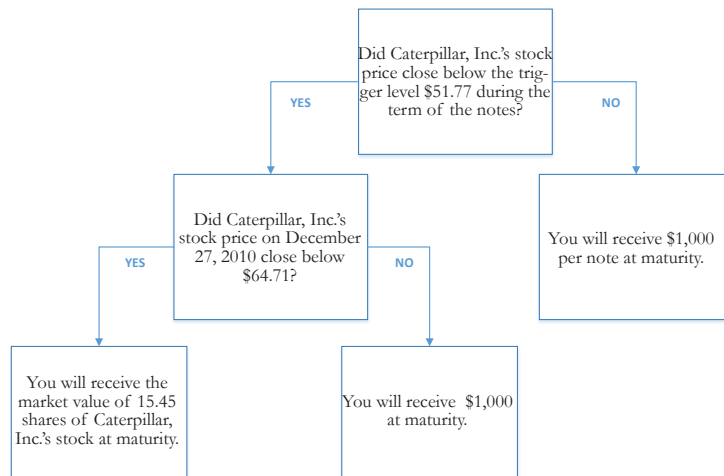 Did Caterpillar, Inc.'s stock
price close below the trig-
ger level $51.77 during the
term of the notes?
YES
NO
Did Caterpillar, Inc.'s
stock price on December
27, 2010 close below
$64.71?
You will receive $1,000
per note at maturity.
YES
NO
You will receive the
market value of 15.45
shares of Caterpillar,
Inc.'s stock at maturity.
You will receive $1,000
at maturity.